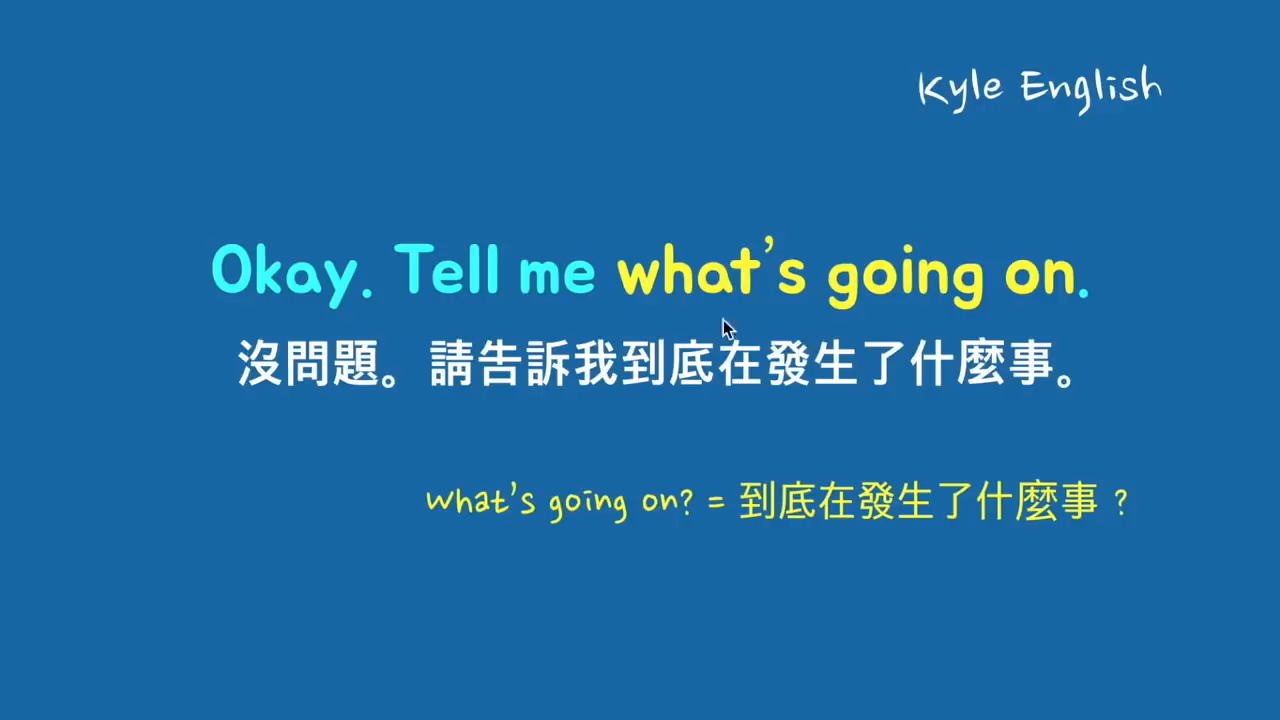 Kyle English
Okay. Tell me what's going on.
沒問題。請告訴我到底在發生了什麼事。
what's going on? = 到底在發生了什麼事 ?